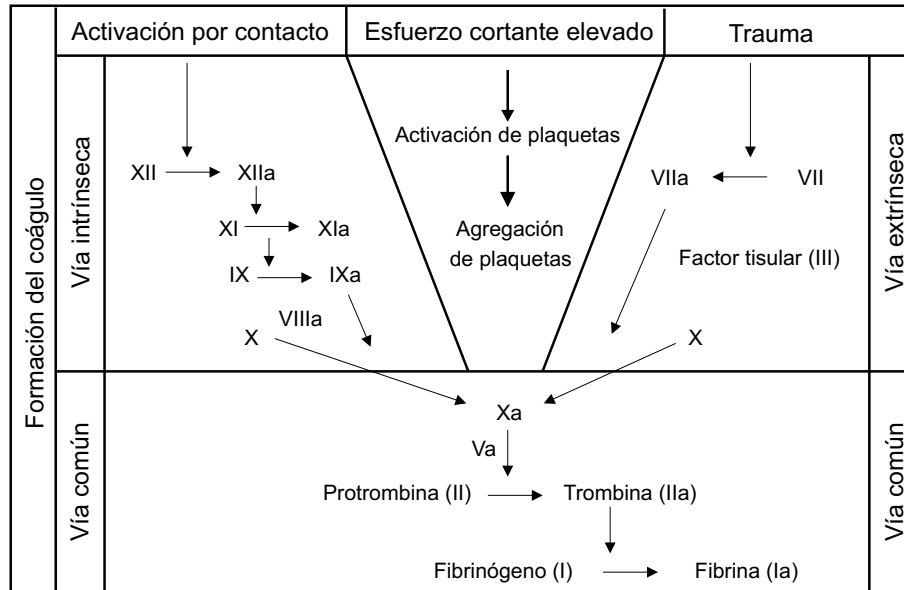 Activación por contacto
Esfuerzo cortante elevado
Trauma
Formación del coágulo
Vía intrínseca
XII
XIIa
XI
XIa
IX
IXa
VIIIa
X
Activación de plaquetas
Agregación
de plaquetas
VIIa
VII
Factor tisular (III)
X
Vía extrínseca
Vía común
Xa
Va
Protrombina (II)
Trombina (IIa)
Fibrinógeno (I)
Fibrina (Ia)
Vía común